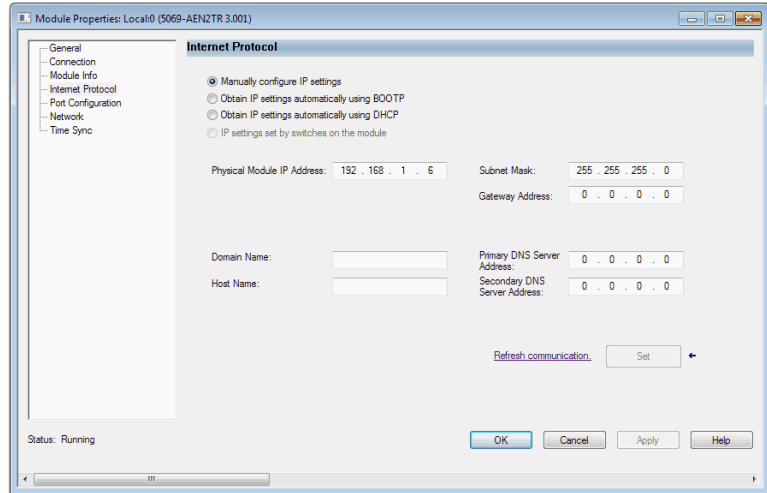 Module Properties: Local:0 (5069-AEN2TR 3.001)
General
Connection
Module Info
Internet Protocol
Port Configuration
Network
Time Sync
Internet Protocol
Manually configure IP settings
Obtain IP settings automatically using BOOTP
Obtain IP settings automatically using DHCP
IP settings set by switches on the module
Physical Module IP Address: 192 . 168 . 1 . 6 Subnet Mask: 255 . 255 . 255 . 0
Gateway Address: 0 . 0 . 0 . 0
Domain Name: Primary DNS Server Address: 0 . 0 . 0 . 0
Host Name: Secondary DNS Server Address: 0 . 0 . 0 . 0
Refresh communication. Set
Status: Running OK Cancel Apply Help